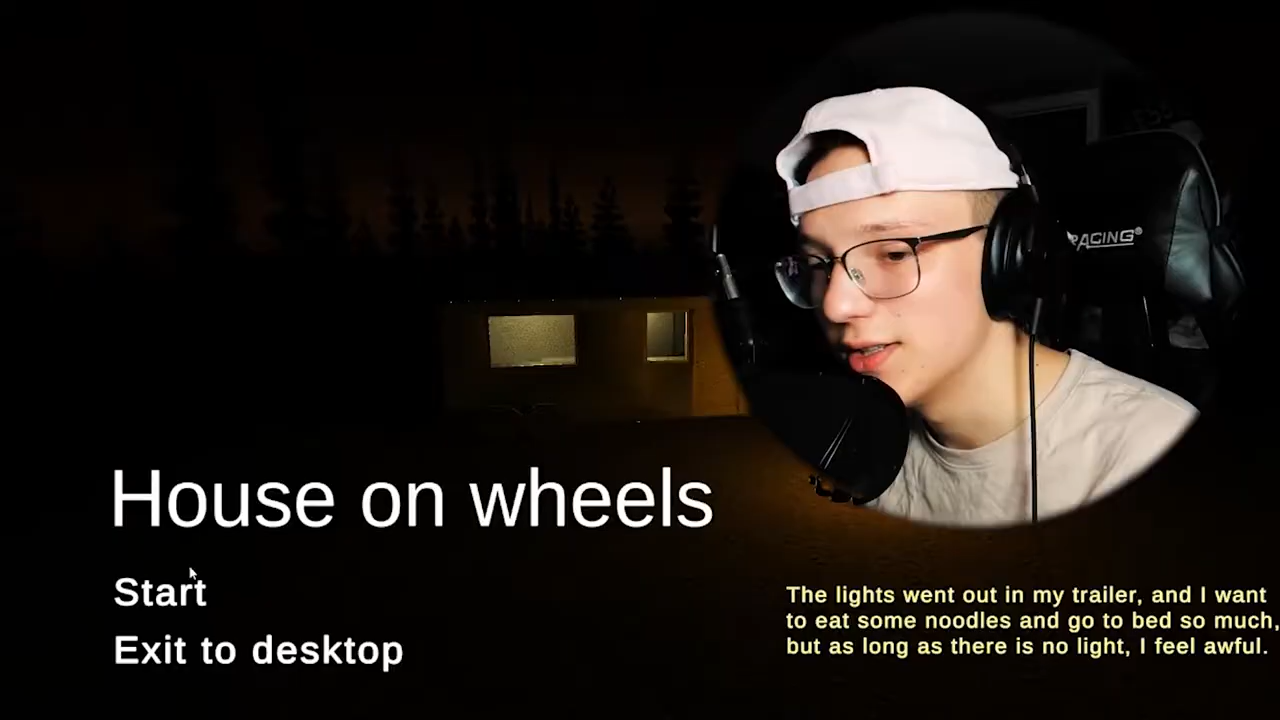 RACING®
House on wheels
Start
Exit to desktop
The lights went out in my trailer, and I want
to eat some noodles and go to bed so much,
but as long as there is no light, I feel awful.